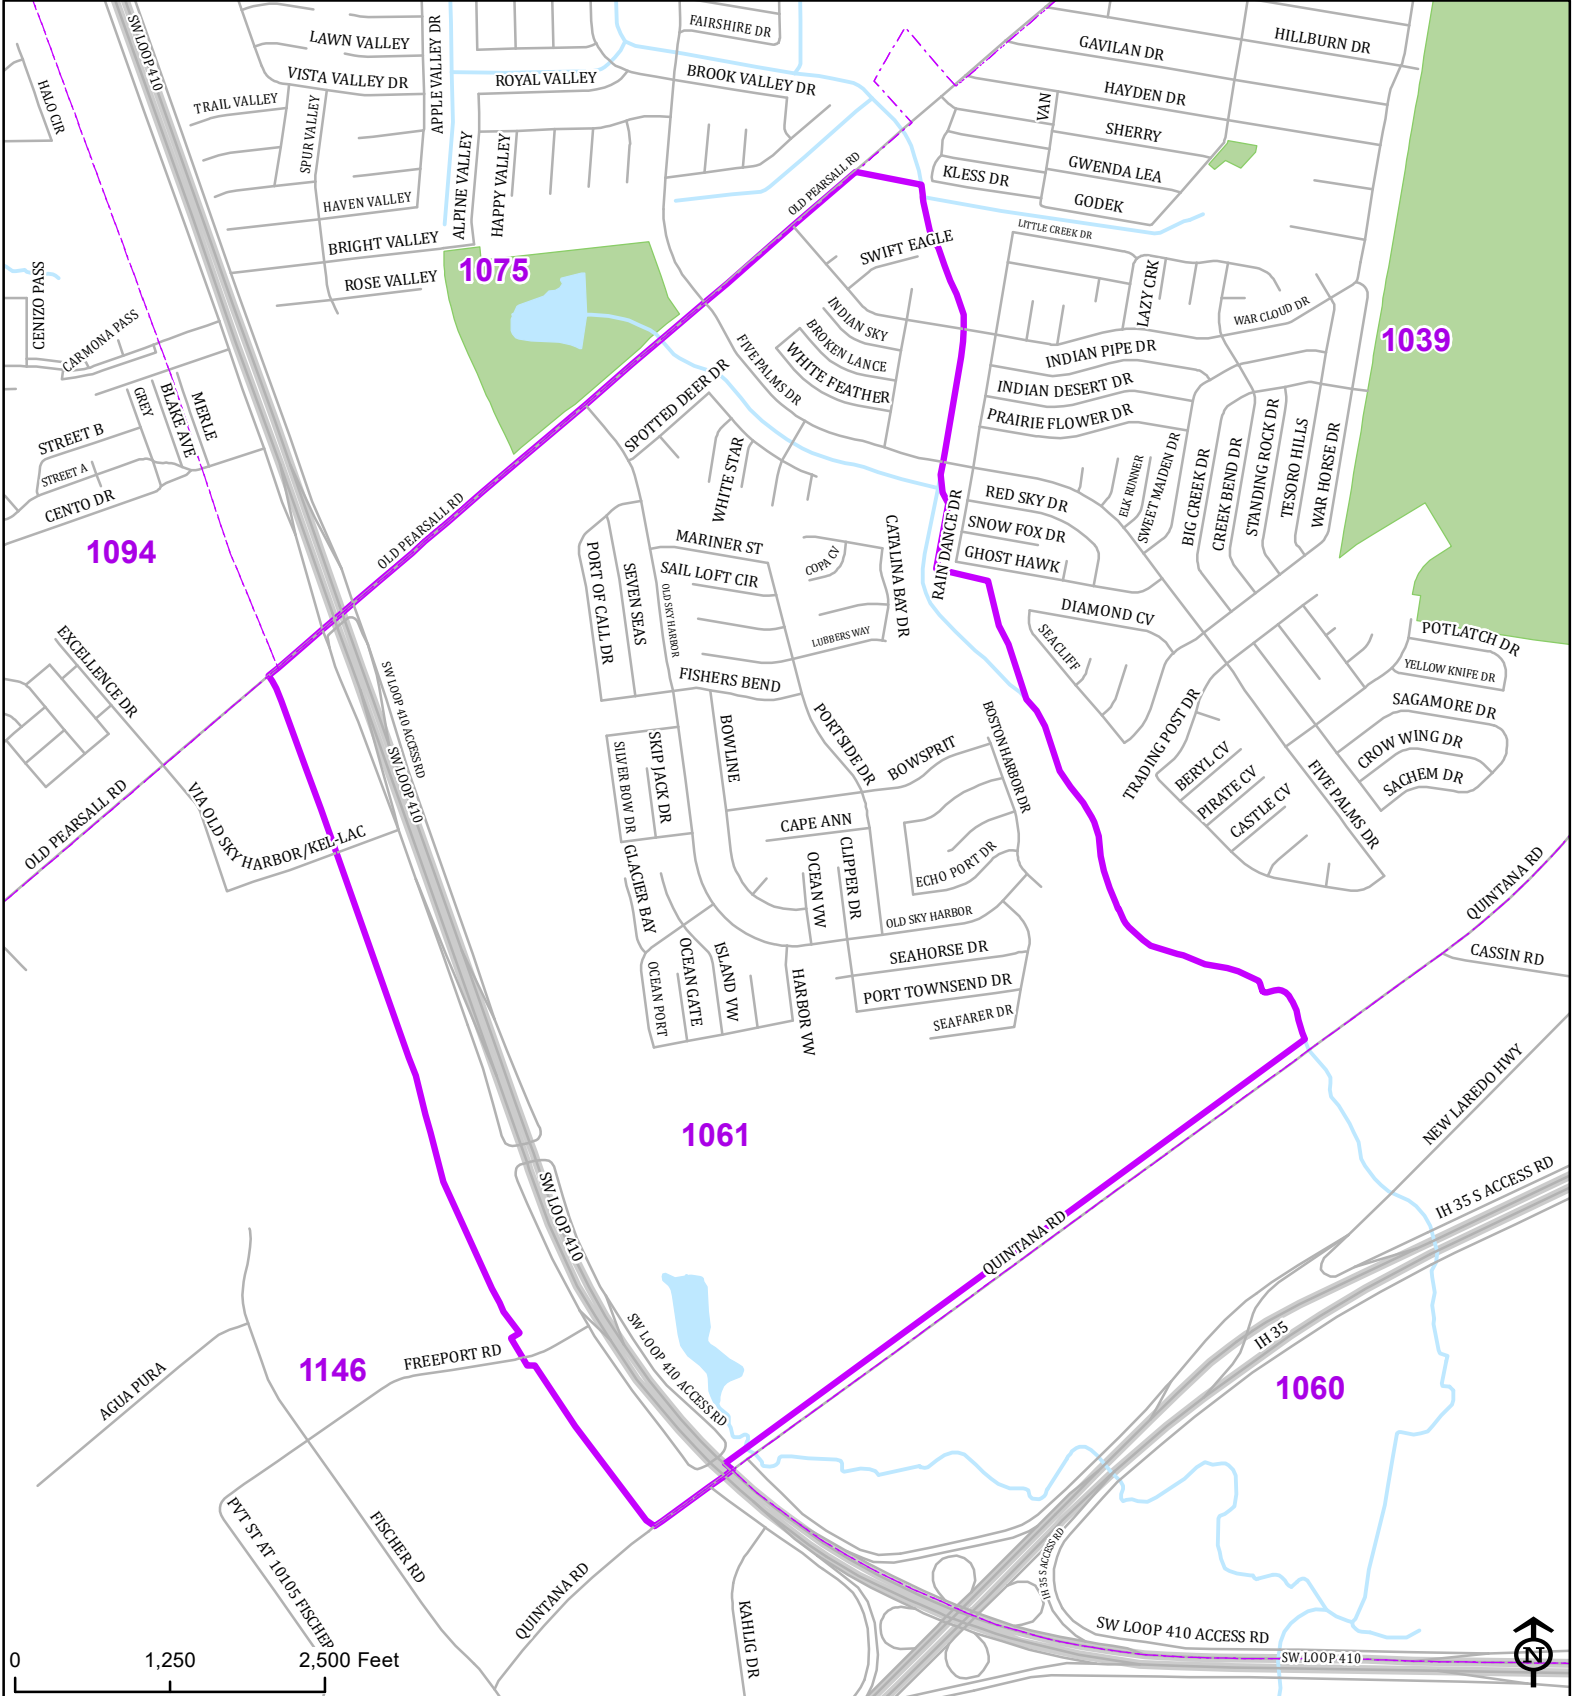 SW LOOP 410
LAWN VALLEY
APPLE VALLEY DR
FAIRSHIRE DR
GAVILAN DR
HILLBURN DR
HALO CIR
VISTA VALLEY DR
ROYAL VALLEY
BROOK VALLEY DR
HAYDEN DR
TRAIL VALLEY
SPUR VALLEY
VAN
SHERRY
ALPINE VALLEY
HAPPY VALLEY
OLD PEARSALL RD
KLESS DR
GWENDA LEA
GODEK
HAVEN VALLEY
BRIGHT VALLEY
SWIFT EAGLE
LITTLE CREEK DR
ROSE VALLEY
1075
LAZY CRK
CENIZO PASS
CARMONA PASS
INDIAN SKY
BROKEN LANCE
WHITE FEATHER
FIVE PALMS DR
WAR CLOUD DR
1039
INDIAN PIPE DR
INDIAN DESERT DR
PRAIRIE FLOWER DR
GREY
BLAKE AVE
MERLE
STREET B
STREET A
CENTO DR
SPOTTED DEER DR
WHITE STAR
ELK RUNNER
SWEET MAIDEN DR
BIG CREEK DR
CREEK BEND DR
STANDING ROCK DR
TESORO HILLS
WAR HORSE DR
1094
OLD PEARSALL RD
RED SKY DR
SNOW FOX DR
GHOST HAWK
RAIN DANCE DR
MARINER ST
SAIL LOFT CIR
COPA CV
CATALINA BAY DR
PORT OF CALL DR
SEVEN SEAS
OLD SKY HARBOR
LUBBERS WAY
DIAMOND CV
SEACLIFF
EXCELLENCE DR
SW LOOP 410 ACCESS RD
SW LOOP 410
FISHERS BEND
POTLATCH DR
YELLOW KNIFE DR
SAGAMORE DR
CROW WING DR
SACHEM DR
TRADING POST DR
BERYL CV
PIRATE CV
CASTLE CV
FIVE PALMS DR
BOWLINE
PORTSIDE DR
BOWSPRIT
BOSTON HARBOR DR
SILVER BOW DR
SKIP JACK DR
OLD PEARSALL RD
VIA OLD SKY HARBOR/KEL-LAC
CAPE ANN
OCEAN VW
CLIPPER DR
ECHO PORT DR
GLACIER BAY
OLD SKY HARBOR
QUINTANA RD
CASSIN RD
OCEAN PORT
OCEAN GATE
ISLAND VW
HARBOR VW
SEAHORSE DR
PORT TOWNSEND DR
SEAFARER DR
NEW LAREDO HWY
1061
SW LOOP 410
QUINTANA RD
IH 35 S ACCESS RD
IH 35
1060
SW LOOP 410 ACCESS RD
FREEPORT RD
1146
AGUA PURA
PVT ST AT 10105 FISCHER
FISCHER RD
QUINTANA RD
KAHLIG DR
IH 35 S ACCESS RD
SW LOOP 410 ACCESS RD
SW LOOP 410
0 1,250 2,500 Feet
N